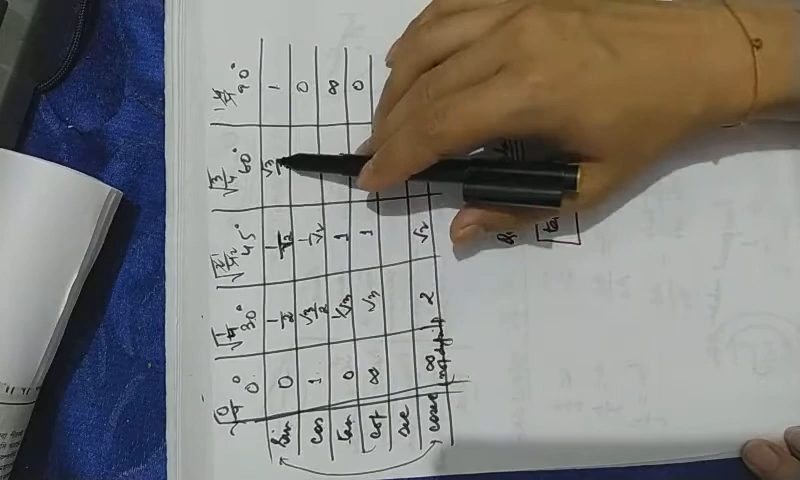 √0/4 √1/4 √2/4 √3/4 √4/4
0° 30° 45° 60° 90°
sin 0 1/2 1/√2 √3 1
cos 1 √3/2 1/√2 0
tan 0 1/√3 1 ∞
cot ∞ √3 1 0
sec
cosec ∞ 2 √2
not defined